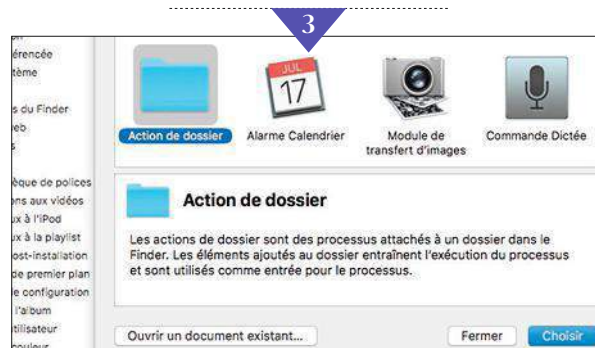 3
érencée
tème
s du Finder
eb
s
èque de polices
ns aux vidéos
ux à l'iPod
ux à la playlist
ost-installation
de premier plan
e configuration
l'album
tilisateur
couleur
JUL
17
Action de dossier
Alarme Calendrier
Module de
transfert d'images
Commande Dictée
Action de dossier
Les actions de dossier sont des processus attachés à un dossier dans le
Finder. Les éléments ajoutés au dossier entraînent l'exécution du processus
et sont utilisés comme entrée pour le processus.
Ouvrir un document existant...
Fermer
Choisir